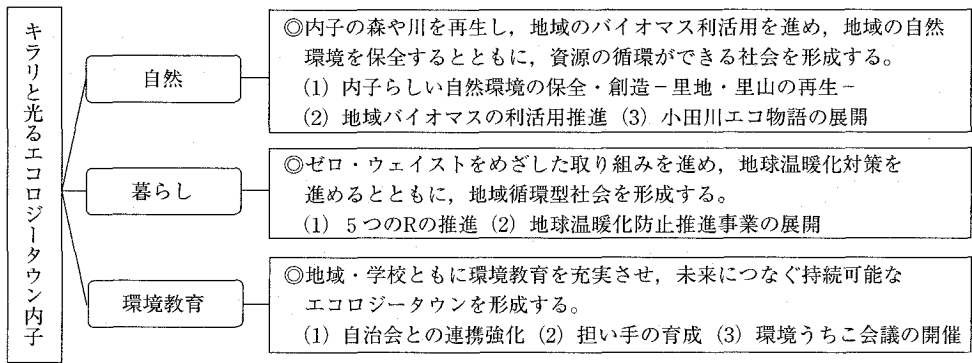 キラリと光るエコロジータウン内子
自然
◎内子の森や川を再生し，地域のバイオマス利活用を進め，地域の自然
環境を保全するとともに，資源の循環ができる社会を形成する。
(1) 内子らしい自然環境の保全・創造－里地・里山の再生－
(2) 地域バイオマスの利活用推進 (3) 小田川エコ物語の展開
暮らし
◎ゼロ・ウェイストをめざした取り組みを進め，地球温暖化対策を
進めるとともに，地域循環型社会を形成する。
(1) 5つのRの推進 (2) 地球温暖化防止推進事業の展開
環境教育
◎地域・学校ともに環境教育を充実させ，未来につなぐ持続可能な
エコロジータウンを形成する。
(1) 自治会との連携強化 (2) 担い手の育成 (3) 環境うちこ会議の開催